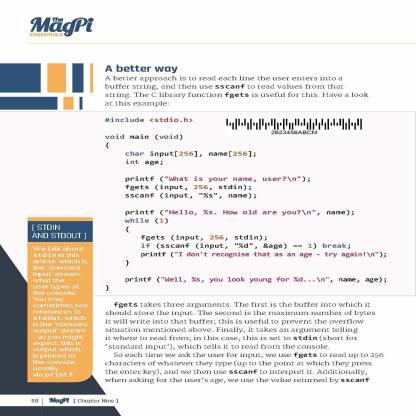 The
MagPi
ESSENTIALS
A better way
A better approach is to read each line the user enters into a
buffer string, and then use sscanf to read values from that
string. The C library function fgets is useful for this. Have a look
at this example:
#include <stdio.h>
2623456ABCM
void main (void)
{
char input[256], name[256];
int age;
printf ("What is your name, user?\n");
fgets (input, 256, stdin);
sscanf (input, "%s", name);
printf ("Hello, %s. How old are you?\n", name);
while (1)
{
fgets (input, 256, stdin);
if (sscanf (input, "%d", &age) == 1) break;
printf ("I don't recognise that as an age - try again!\n");
}
printf ("Well, %s, you look young for %d...\n", name, age);
}
[ STDIN
AND STDOUT ]
We talk about
stdin in this
article, which is
the 'standard
input' stream –
what the
user types at
the console.
You may
sometimes see
references to
stdout, which
is the 'standard
output' stream
– as you might
expect, this is
output which
is printed to
the console,
usually
via printf
fgets takes three arguments. The first is the buffer into which it
should store the input. The second is the maximum number of bytes
it will write into that buffer; this is useful to prevent the overflow
situation mentioned above. Finally, it takes an argument telling
it where to read from; in this case, this is set to stdin (short for
'standard input'), which tells it to read from the console.
So each time we ask the user for input, we use fgets to read up to 256
characters of whatever they type (up to the point at which they press
the enter key), and we then use sscanf to interpret it. Additionally,
when asking for the user's age, we use the value returned by sscanf
58 MagPi [ Chapter Nine ]